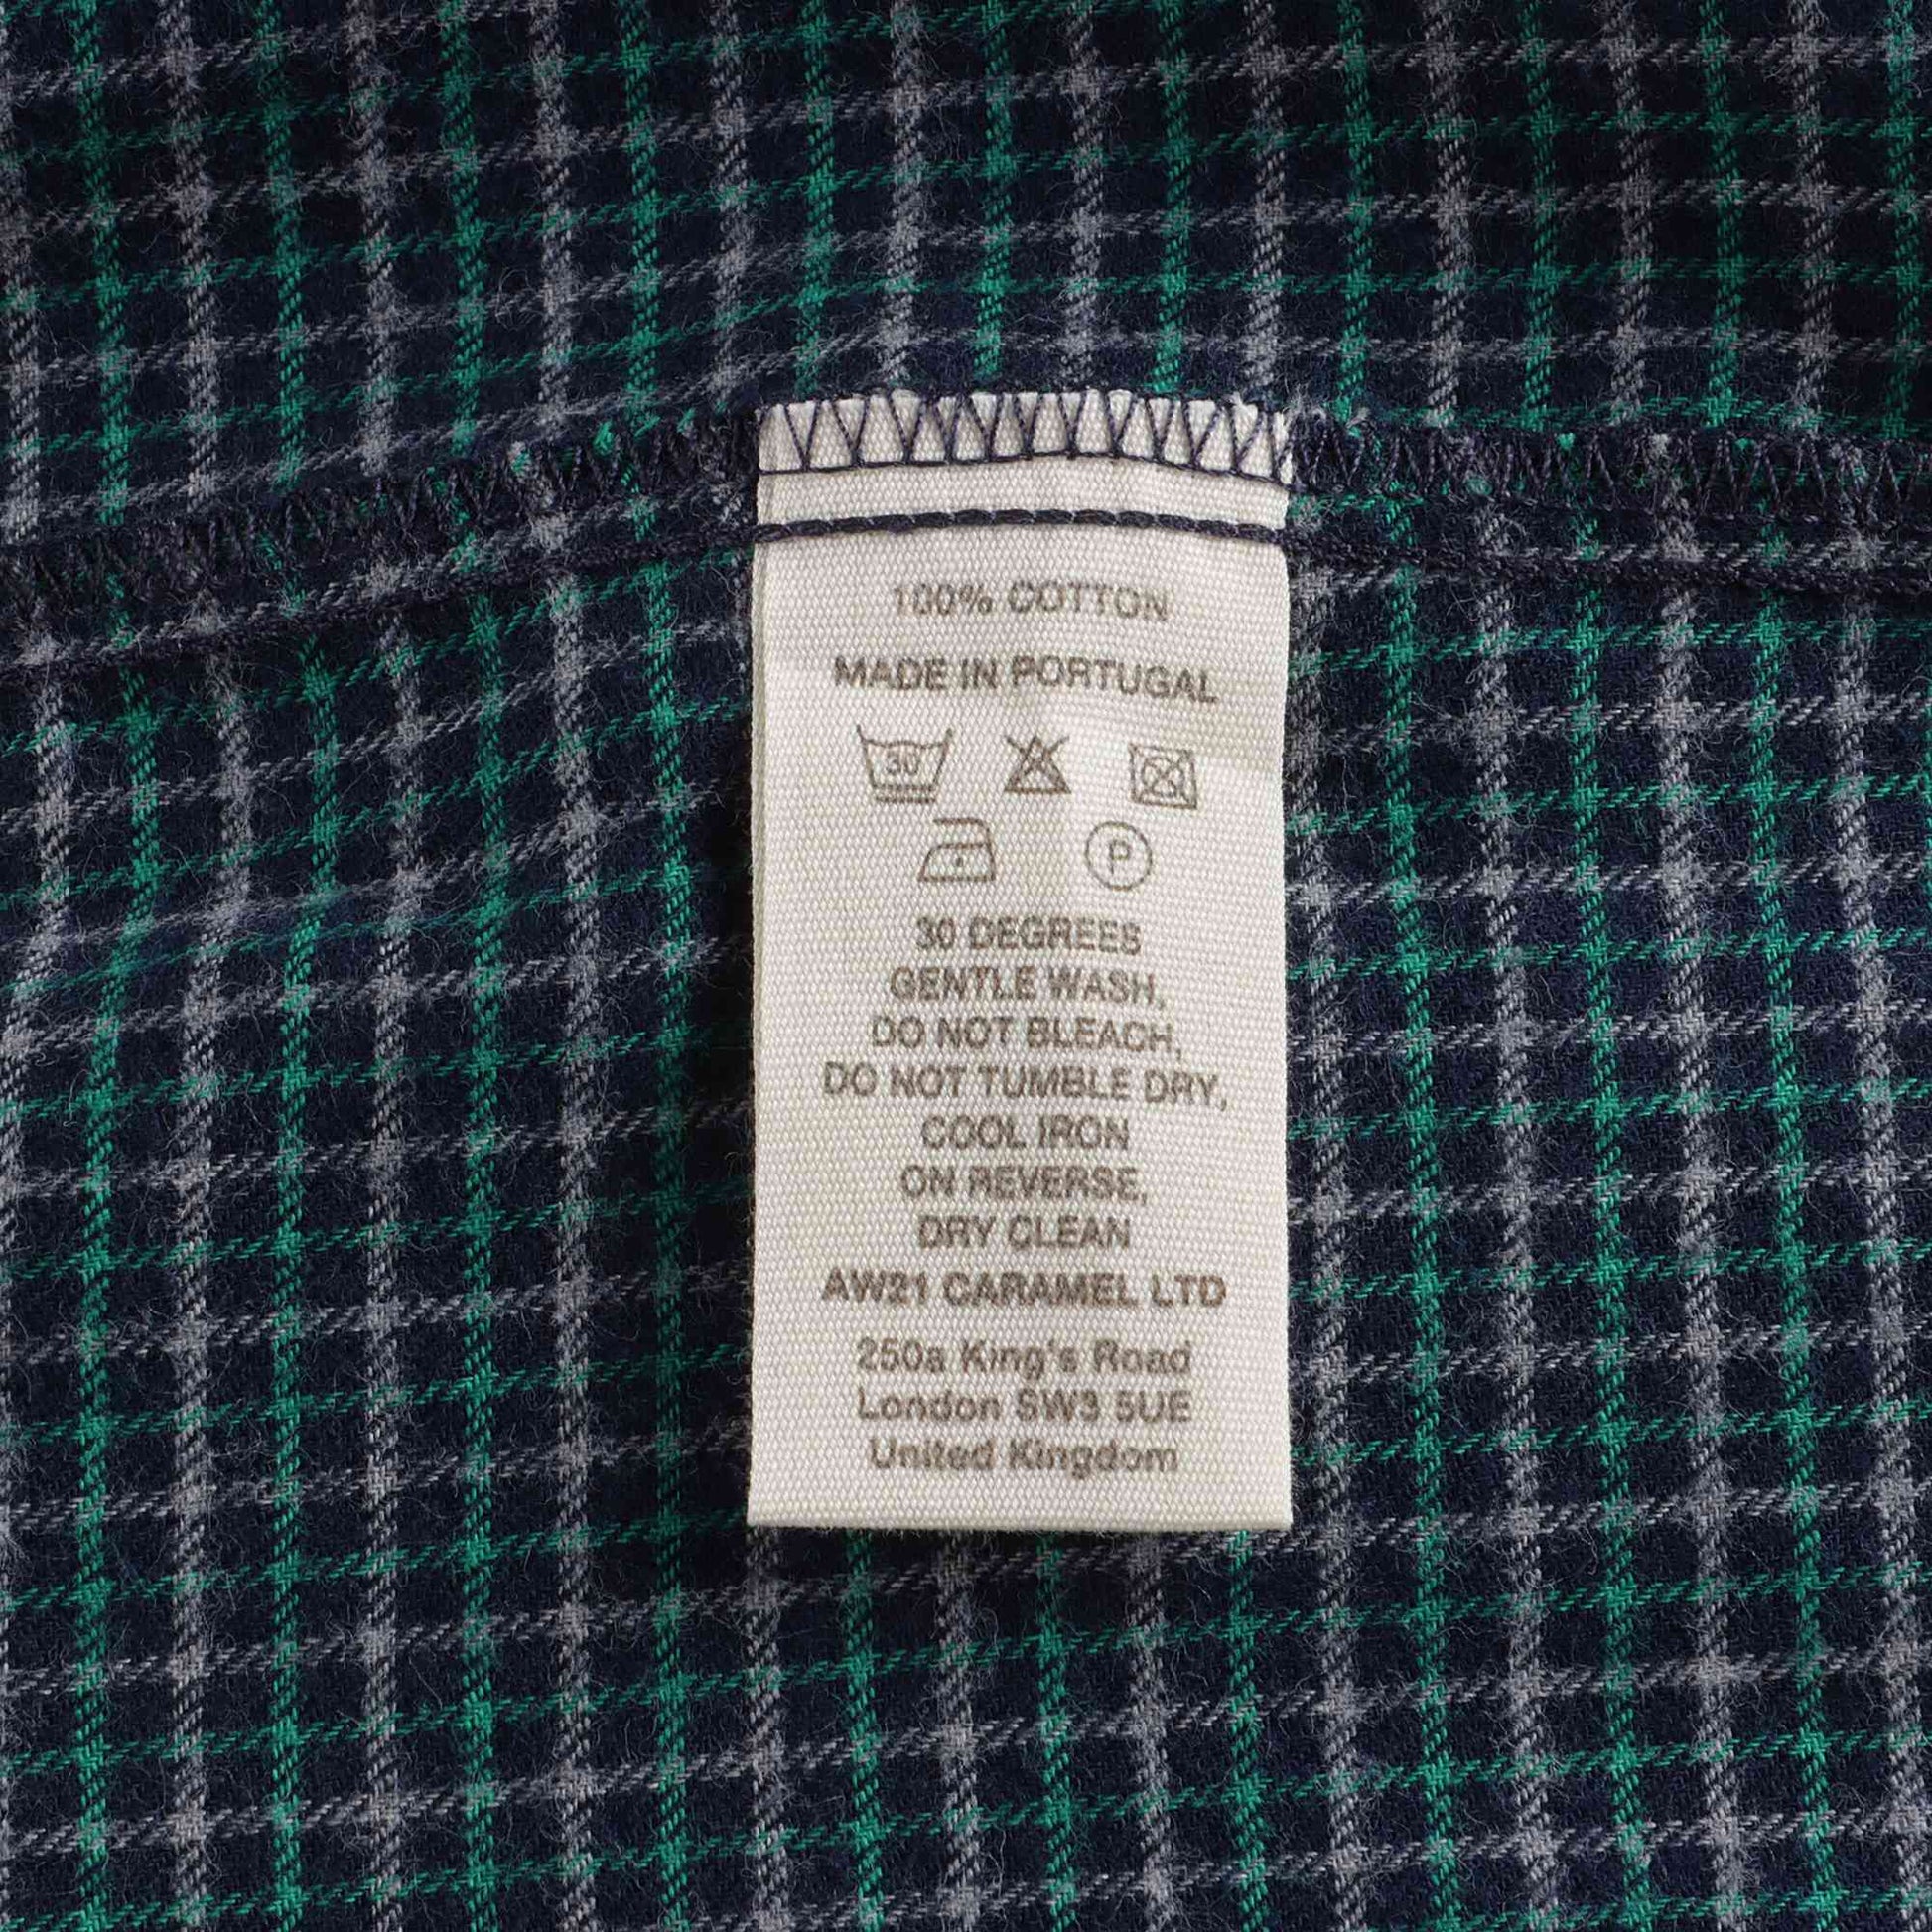 100% COTTON
MADE IN PORTUGAL
30
P
30 DEGREES
GENTLE WASH,
DO NOT BLEACH,
DO NOT TUMBLE DRY,
COOL IRON
ON REVERSE,
DRY CLEAN
AW21 CARAMEL LTD
250a King's Road
London SW3 5UE
United Kingdom